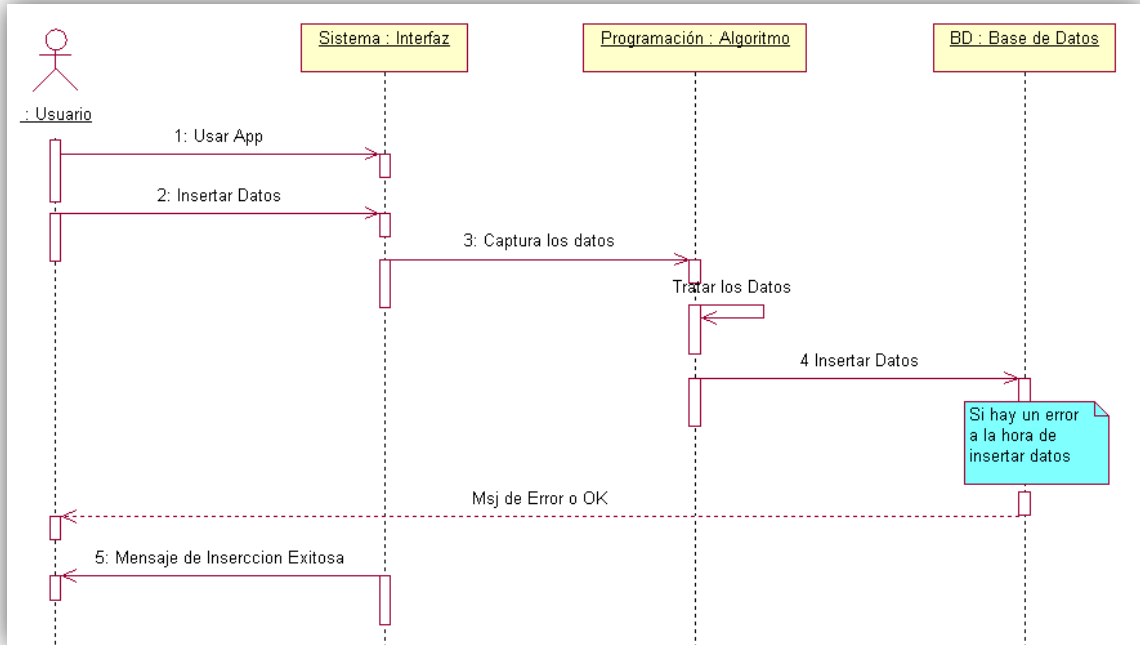 Sistema : Interfaz
Programación : Algoritmo
BD : Base de Datos
: Usuario
1: Usar App
2: Insertar Datos
3: Captura los datos
Tratar los Datos
4 Insertar Datos
Si hay un error
a la hora de
insertar datos
Msj de Error o OK
5: Mensaje de Inserccion Exitosa